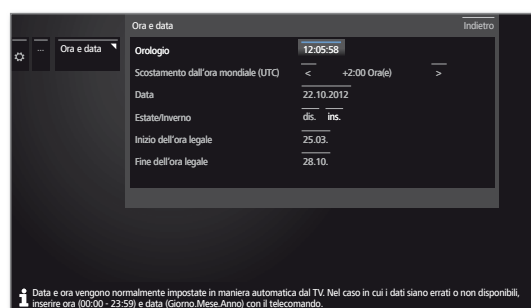 Ora e data Indietro
... Ora e data
Orologio 12:05:58
Scostamento dall'ora mondiale (UTC) < +2:00 Ora(e) >
Data 22.10.2012
Estate/Inverno dis. ins.
Inizio dell'ora legale 25.03.
Fine dell'ora legale 28.10.
Data e ora vengono normalmente impostate in maniera automatica dal TV. Nel caso in cui i dati siano errati o non disponibili,
inserire ora (00:00 - 23:59) e data (Giorno.Mese.Anno) con il telecomando.